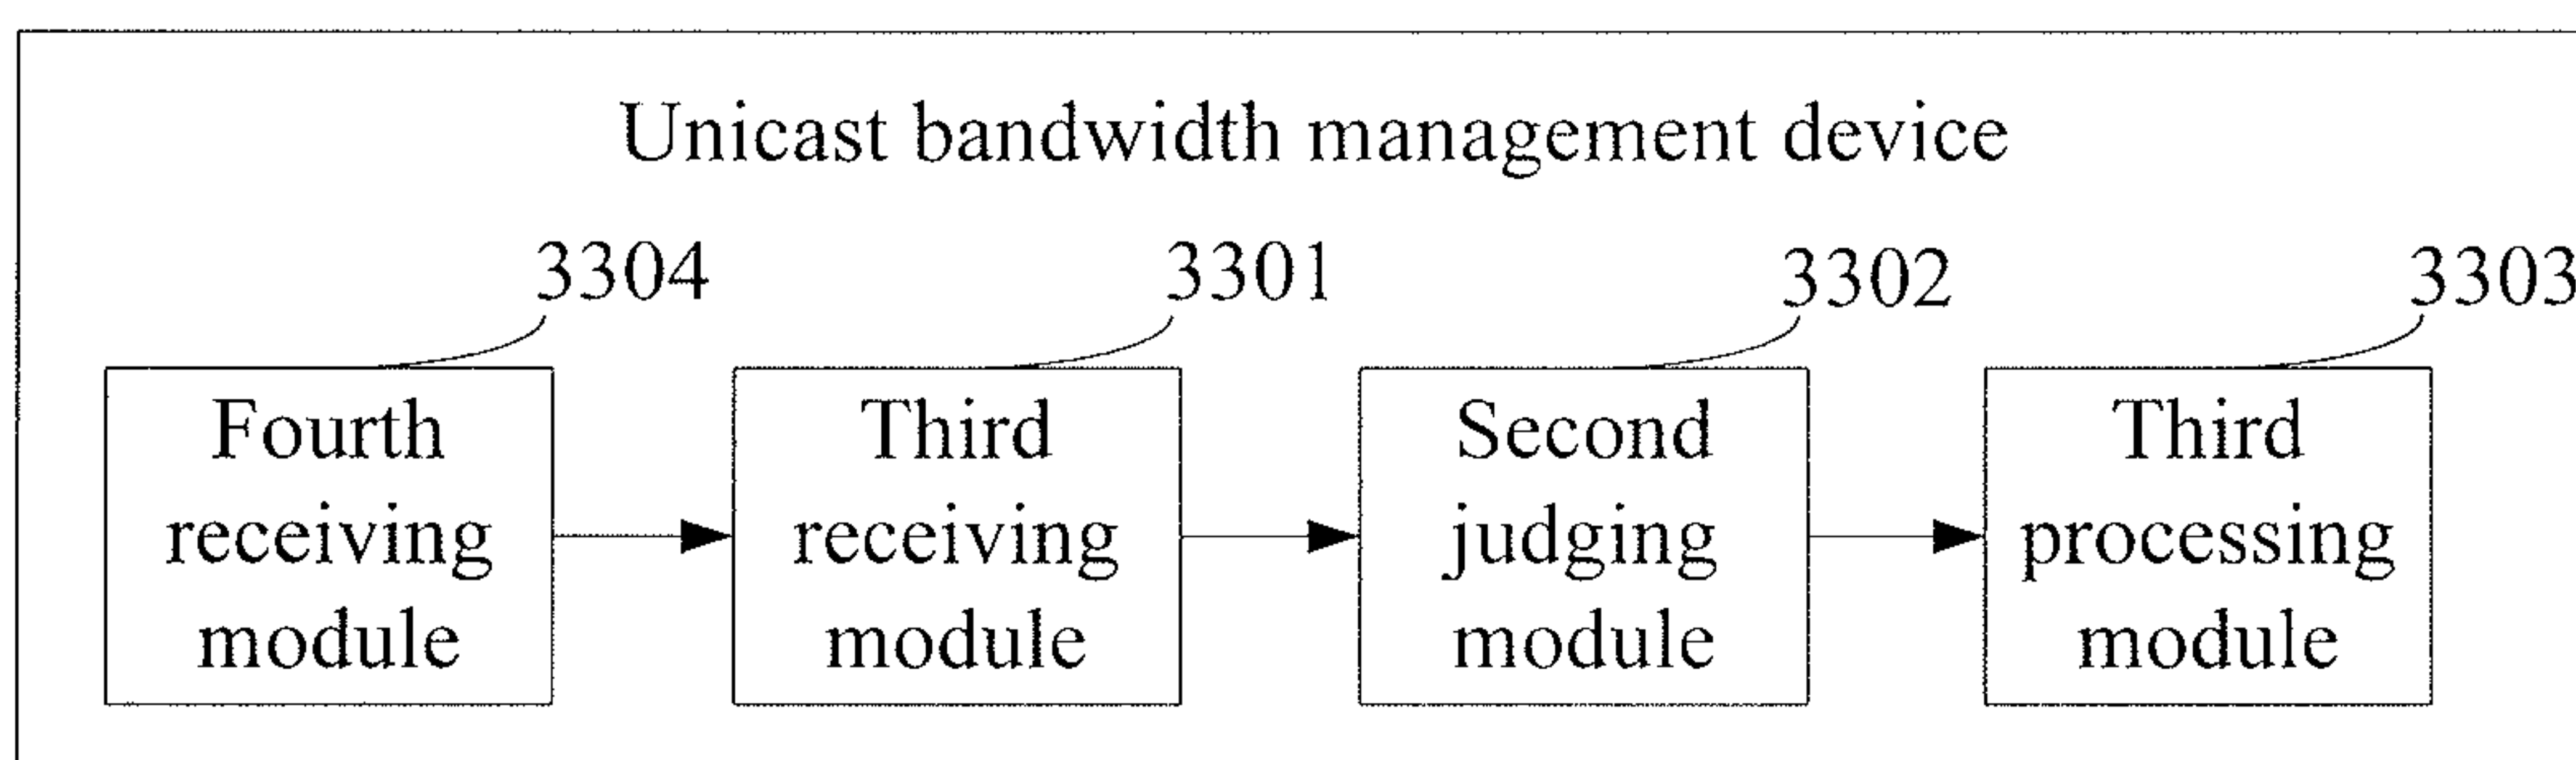 Unicast bandwidth management device
3304
3301
3302
3303
Fourth
receiving
module
Third
receiving
module
Second
judging
module
Third
processing
module